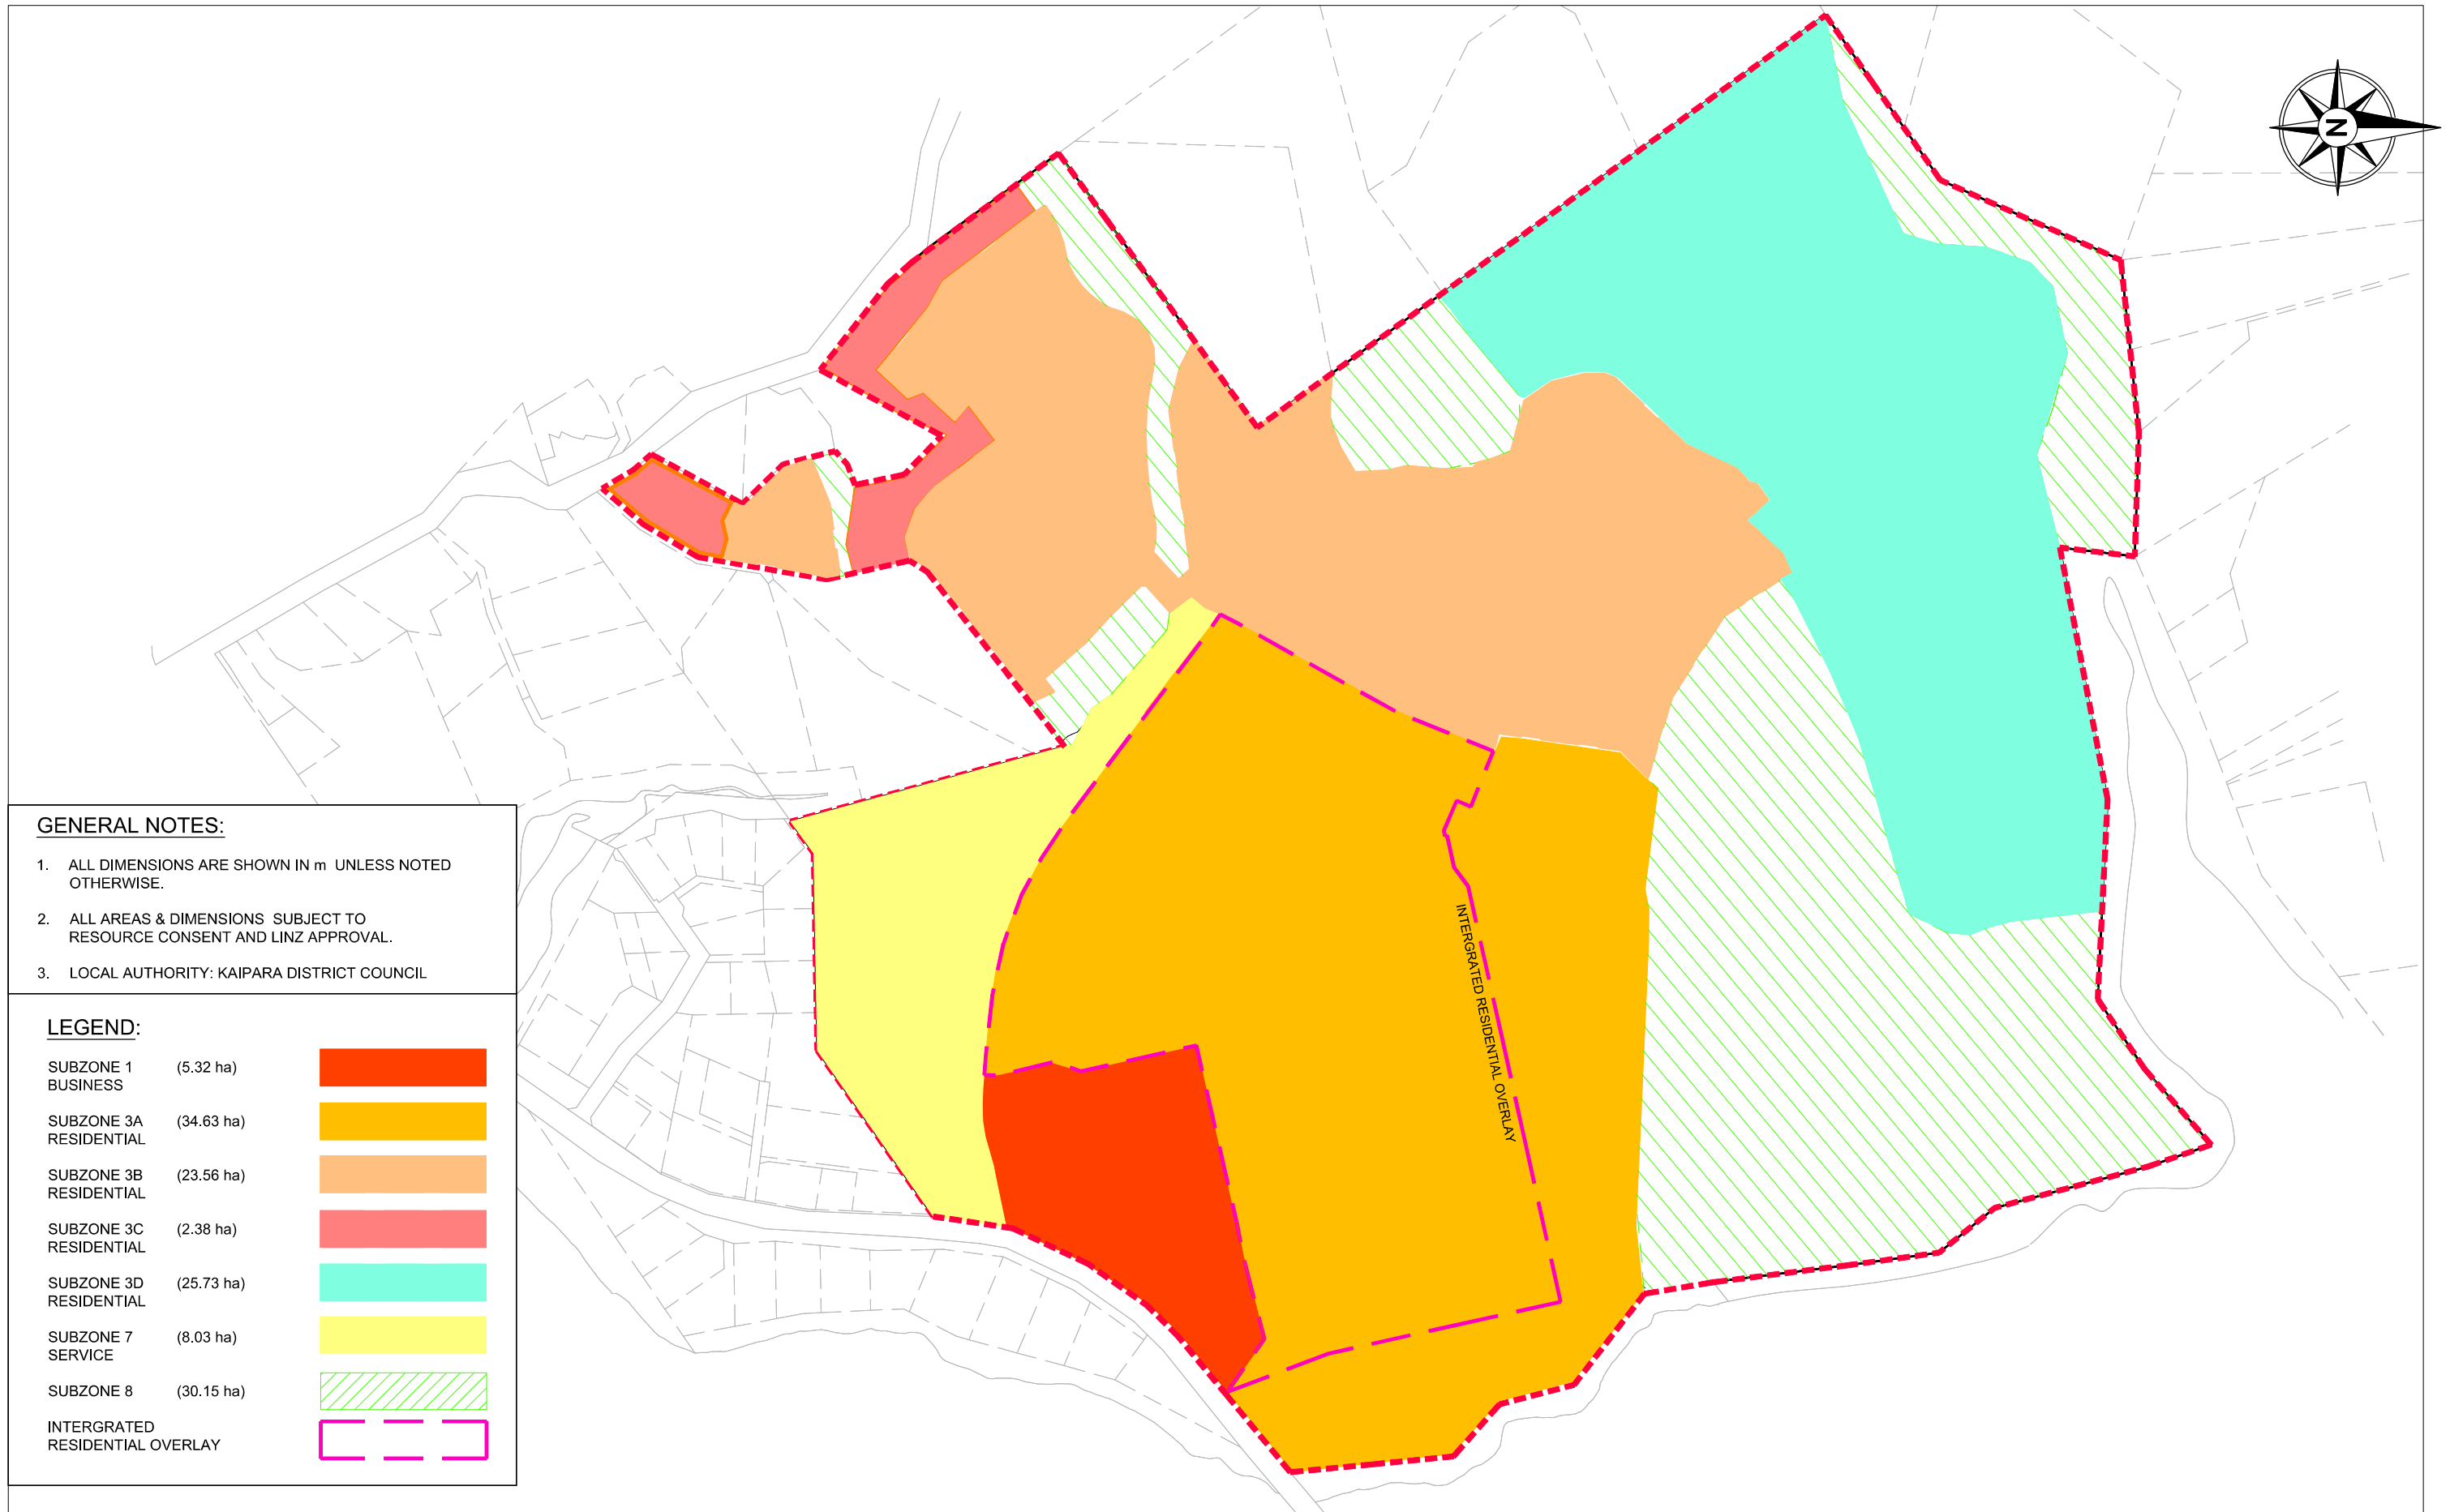 N
GENERAL NOTES:
1. ALL DIMENSIONS ARE SHOWN IN m UNLESS NOTED
OTHERWISE.
2. ALL AREAS & DIMENSIONS SUBJECT TO
RESOURCE CONSENT AND LINZ APPROVAL.
3. LOCAL AUTHORITY: KAIPARA DISTRICT COUNCIL
LEGEND:
SUBZONE 1 (5.32 ha)
BUSINESS
SUBZONE 3A (34.63 ha)
RESIDENTIAL
SUBZONE 3B (23.56 ha)
RESIDENTIAL
SUBZONE 3C (2.38 ha)
RESIDENTIAL
SUBZONE 3D (25.73 ha)
RESIDENTIAL
SUBZONE 7 (8.03 ha)
SERVICE
SUBZONE 8 (30.15 ha)
INTERGRATED
RESIDENTIAL OVERLAY
INTERGRATED RESIDENTIAL OVERLAY